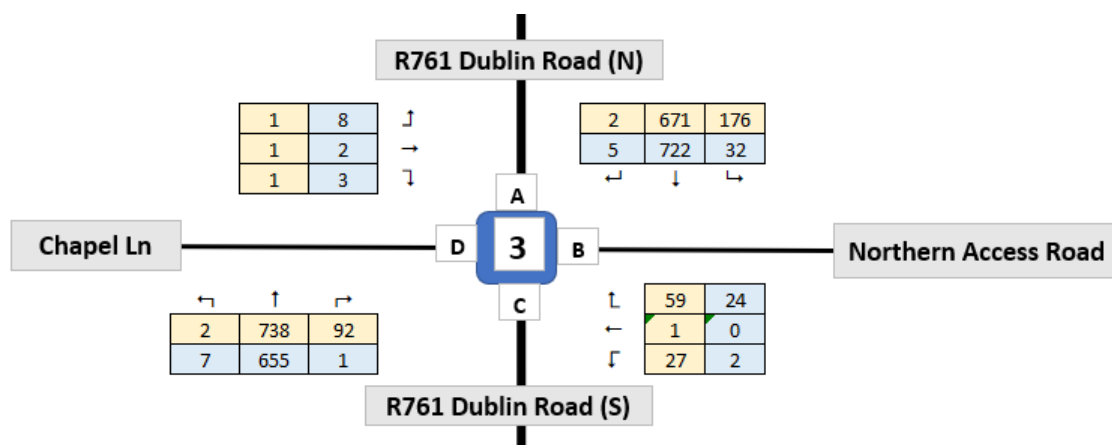 R761 Dublin Road (N)
1 8 ↥
1 2 →
1 3 ↴
2 671 176
5 722 32
↵ ↓ ↳
A
Chapel Ln
D
3
B
Northern Access Road
C
↰ ↑ ↱
2 738 92
7 655 1
59 24
← 1 0
27 2
R761 Dublin Road (S)